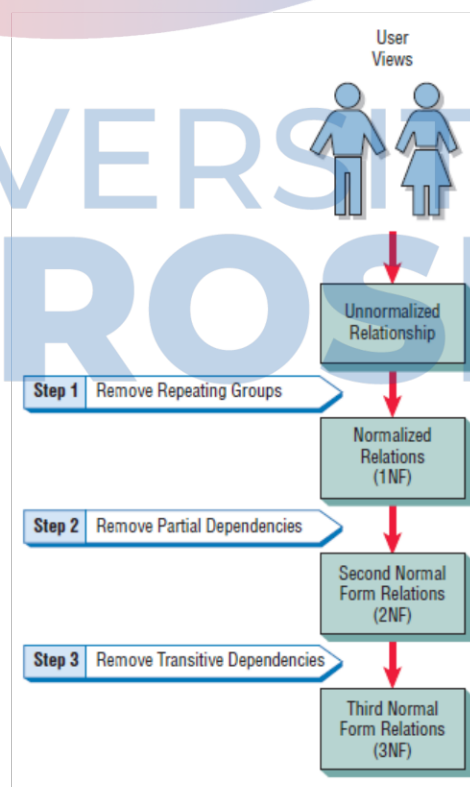 User
Views
VERSIT
ROS
Unnormalized
Relationship
Step 1 Remove Repeating Groups
Normalized
Relations
(1NF)
Step 2 Remove Partial Dependencies
Second Normal
Form Relations
(2NF)
Step 3 Remove Transitive Dependencies
Third Normal
Form Relations
(3NF)